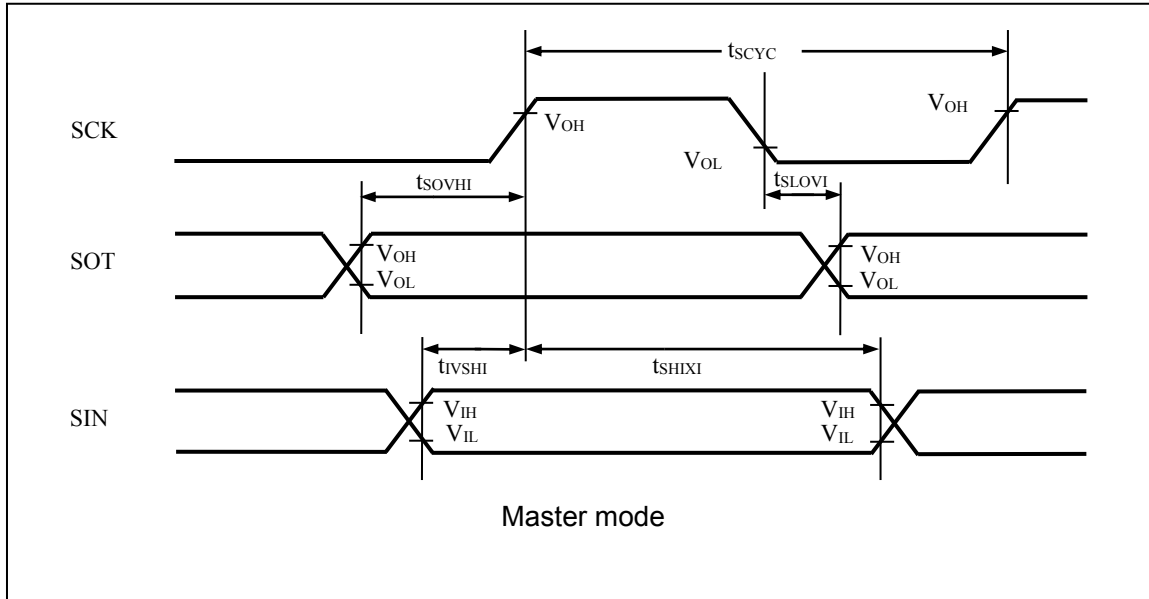 tSCYC
SCK
VOH
VOH
VOL
tSOVHI
tSLOVI
SOT
VOH
VOL
VOH
VOL
tIVSHI
tSHIXI
SIN
VIH
VIL
VIH
VIL
Master mode